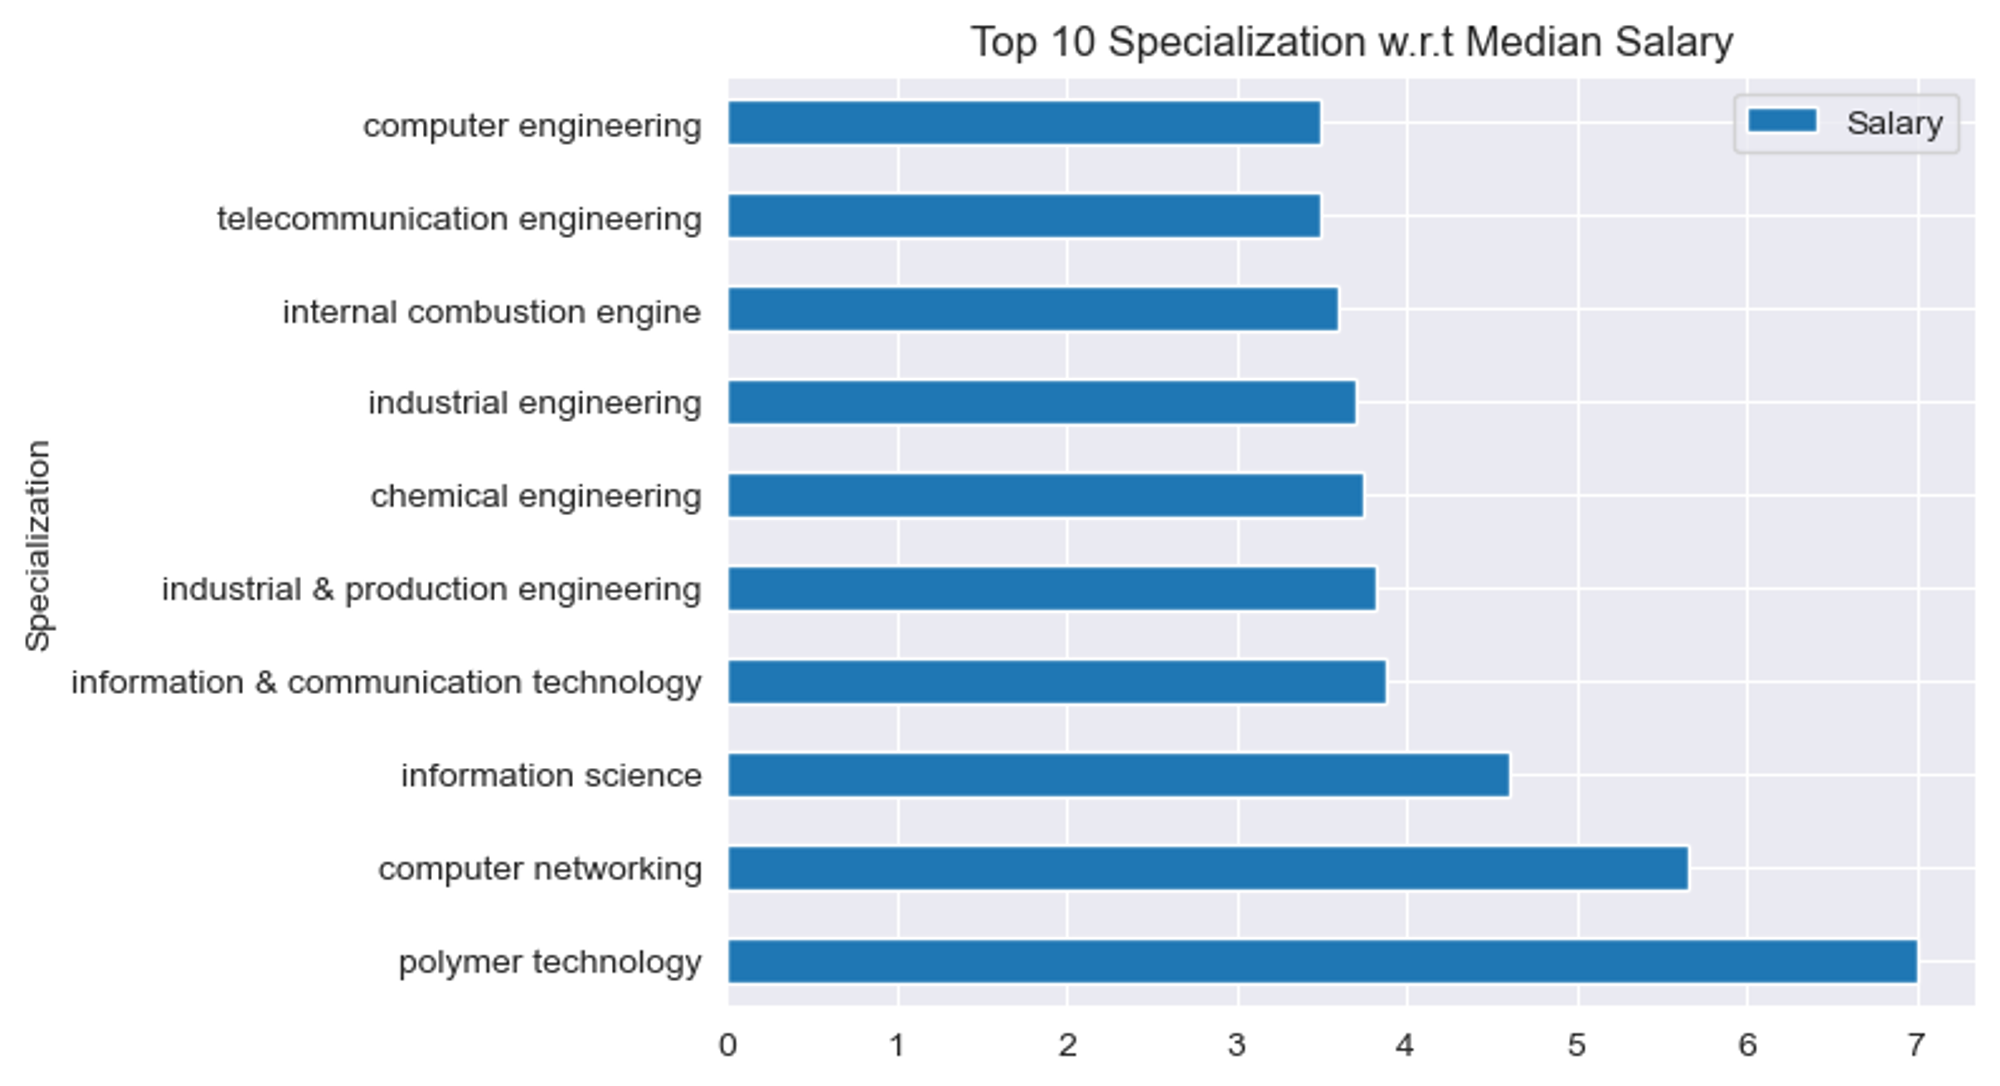 Top 10 Specialization w.r.t Median Salary
Salary
Specialization
computer engineering
telecommunication engineering
internal combustion engine
industrial engineering
chemical engineering
industrial & production engineering
information & communication technology
information science
computer networking
polymer technology
0 1 2 3 4 5 6 7